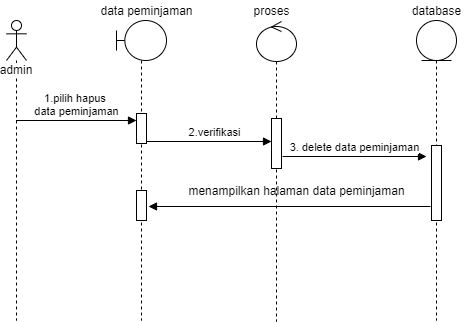 data peminjaman
proses
database
admin
1.pilih hapus
data peminjaman
2.verifikasi
3. delete data peminjaman
menampilkan halaman data peminjaman